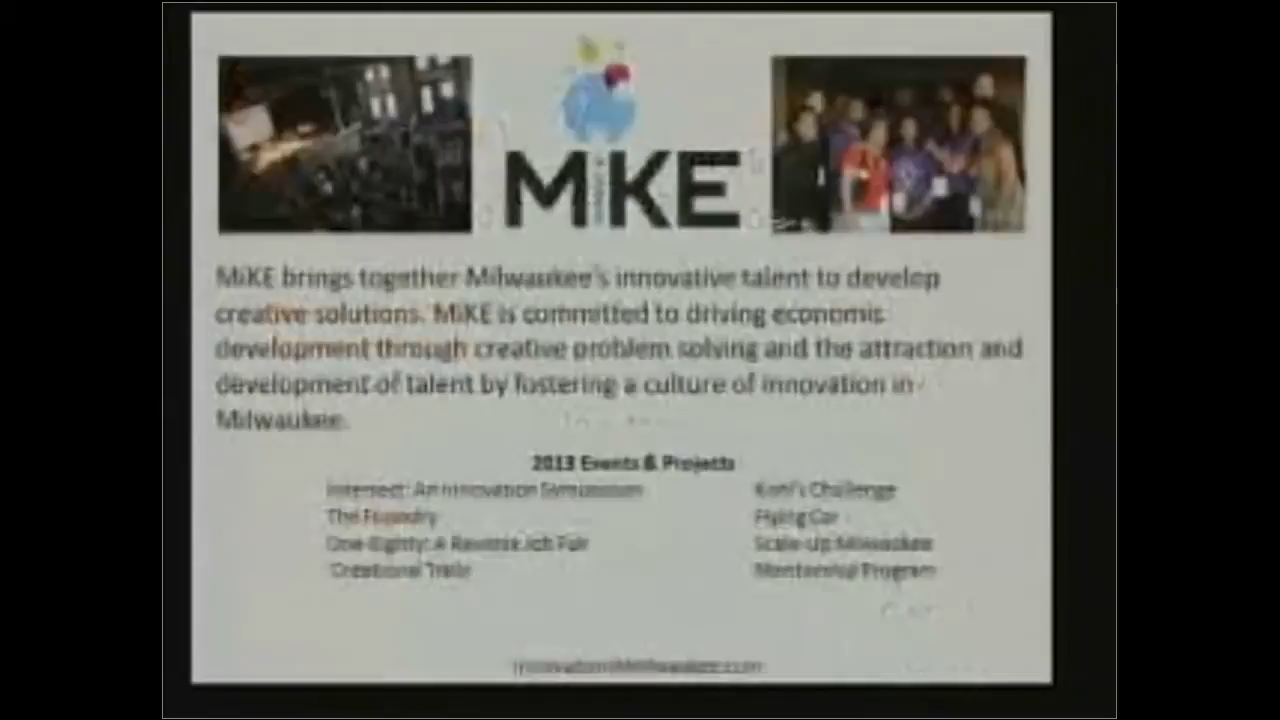 MiKE
MiKE brings together Milwaukee's innovative talent to develop
creative solutions. MiKE is committed to driving economic
development through creative problem solving and the attraction and
development of talent by fostering a culture of innovation in
Milwaukee.
2013 Events & Projects
Intersect: An Innovation Symposium
Kohl's Challenge
The Foundry
Flying Car
One-Eighty: A Reverse Job Fair
Scale-Up Milwaukee
Creational Trails
Mentorship Program